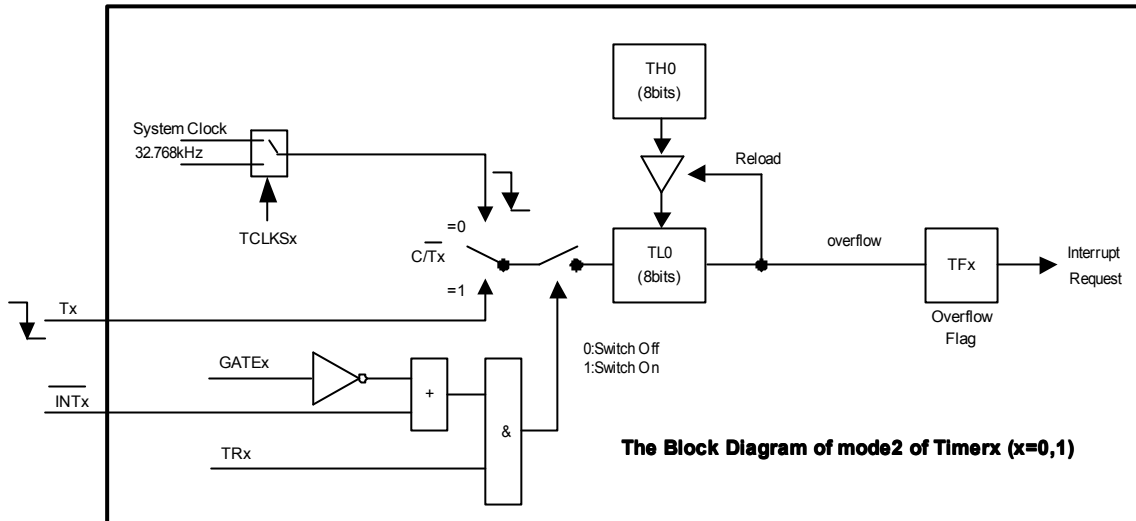 TH0
(8bits)
System Clock
32.768kHz
Reload
TCLKSx
=0
C/Tx
TL0
(8bits)
overflow
TFx
Interrupt
Request
=1
Tx
Overflow
Flag
0:Switch Off
1:Switch On
GATEx
+
INTx
&
TRx
The Block Diagram of mode2 of Timerx (x=0,1)